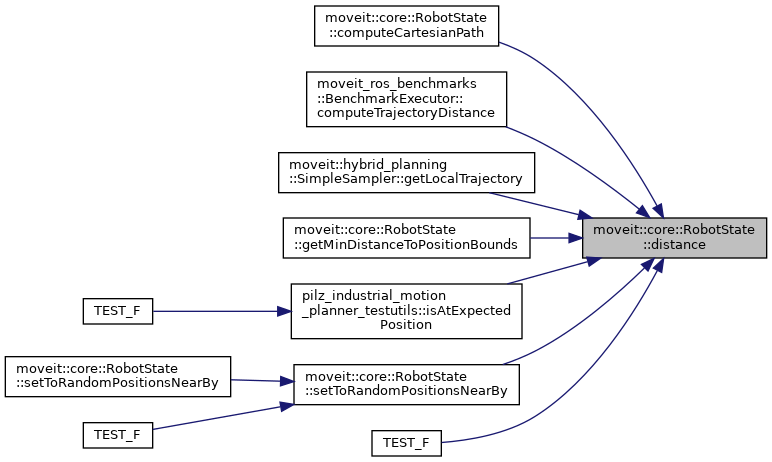 moveit::core::RobotState
::computeCartesianPath
moveit_ros_benchmarks
::BenchmarkExecutor::
computeTrajectoryDistance
moveit::hybrid_planning
::SimpleSampler::getLocalTrajectory
moveit::core::RobotState
::getMinDistanceToPositionBounds
moveit::core::RobotState
::distance
pilz_industrial_motion
_planner_testutils::isAtExpected
Position
TEST_F
moveit::core::RobotState
::setToRandomPositionsNearBy
moveit::core::RobotState
::setToRandomPositionsNearBy
TEST_F
TEST_F